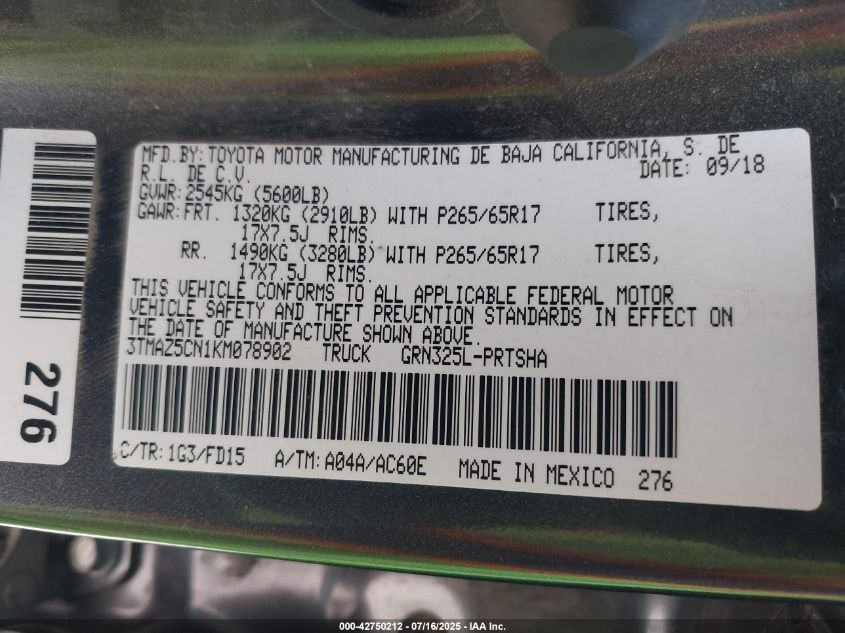 MFD.BY:TOYOTA MOTOR MANUFACTURING DE BAJA CALIFORNIA, S. DE
R.L. DE C.V. DATE: 09/18
GVWR:2545KG (5600LB)
GAWR:FRT. 1320KG (2910LB) WITH P265/65R17 TIRES,
17X7.5J RIMS.
RR. 1490KG (3280LB) WITH P265/65R17 TIRES,
17X7.5J RIMS.
THIS VEHICLE CONFORMS TO ALL APPLICABLE FEDERAL MOTOR
VEHICLE SAFETY AND THEFT PREVENTION STANDARDS IN EFFECT ON
THE DATE OF MANUFACTURE SHOWN ABOVE.
3TMAZ5CN1KM078902 TRUCK GRN325L-PRTSHA
C/TR:1G3/FD15 A/TM:A04A/AC60E MADE IN MEXICO 276
276
000-42750212 - 07/16/2025 - IAA Inc.